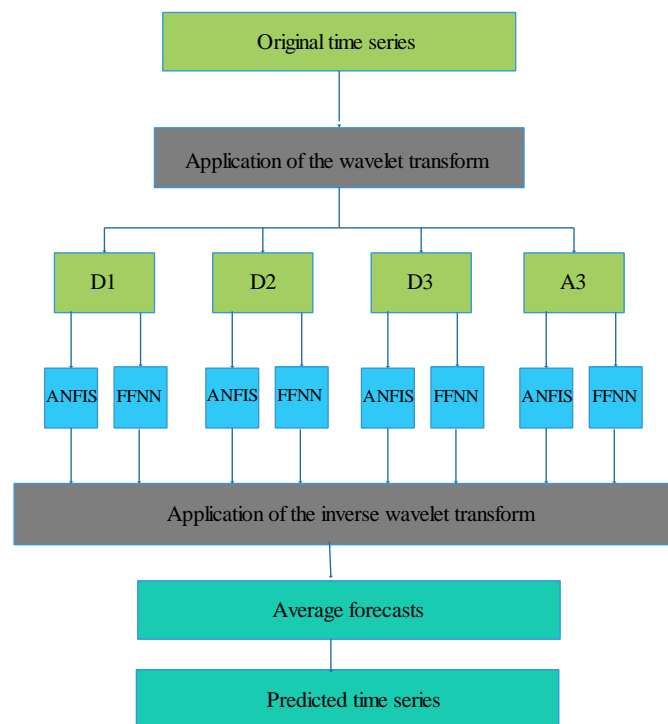 Original time series
Application of the wavelet transform
D1
D2
D3
A3
ANFIS
FFNN
ANFIS
FFNN
ANFIS
FFNN
ANFIS
FFNN
Application of the inverse wavelet transform
Average forecasts
Predicted time series